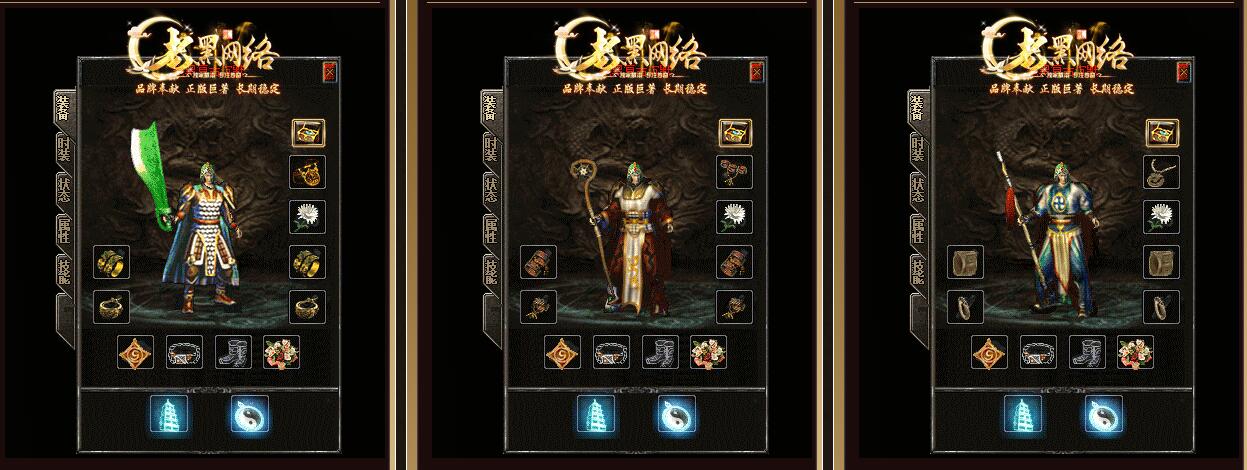 老黑网络
品牌奉献 正版巨著 长期稳定
装备
时装
状态
属性
技能
老黑网络
品牌奉献 正版巨著 长期稳定
装备
时装
状态
属性
技能
老黑网络
品牌奉献 正版巨著 长期稳定
装备
时装
状态
属性
技能